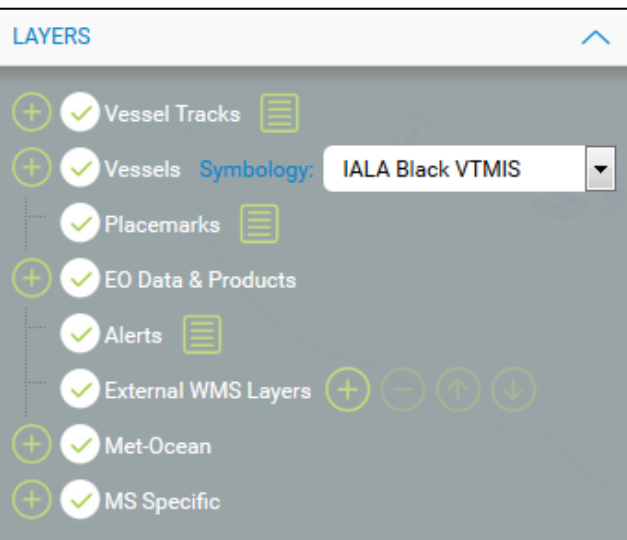 LAYERS
Vessel Tracks
Vessels Symbology: IALA Black VTMIS
Placemarks
EO Data & Products
Alerts
External WMS Layers
Met-Ocean
MS Specific